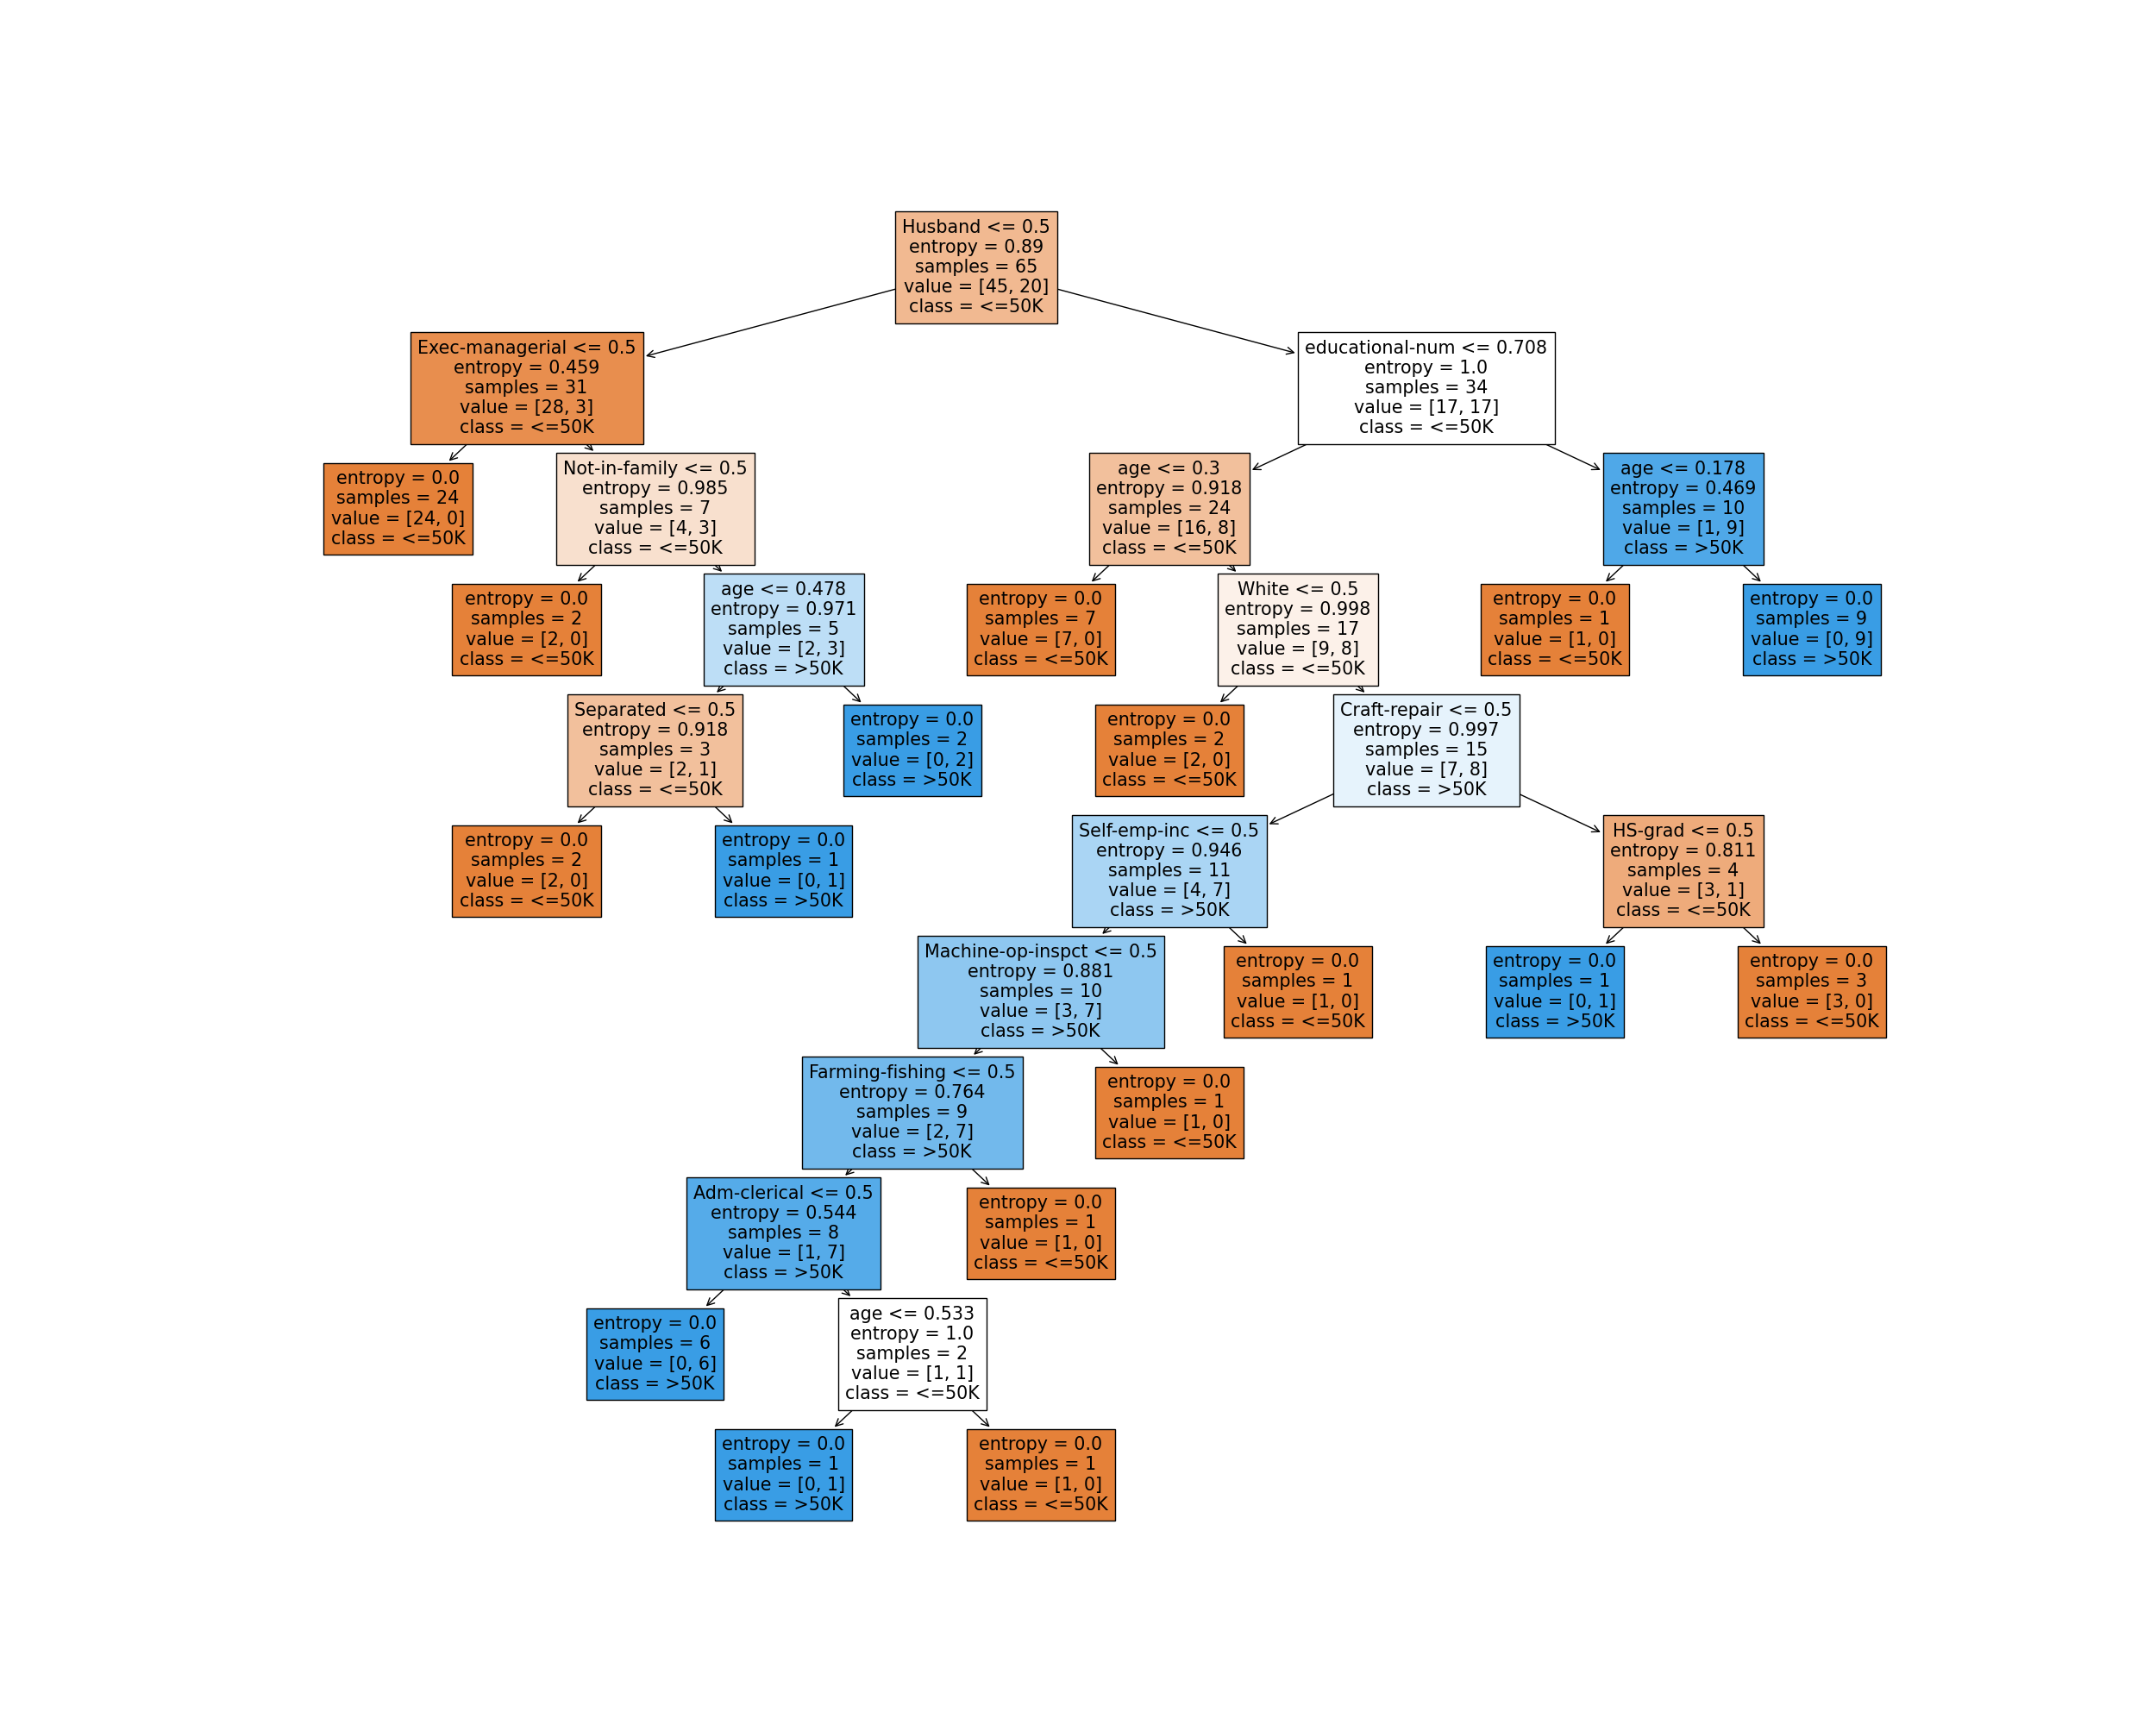 Husband <= 0.5
entropy = 0.89
samples = 65
value = [45, 20]
class = <=50K
Exec-managerial <= 0.5
entropy = 0.459
samples = 31
value = [28, 3]
class = <=50K
educational-num <= 0.708
entropy = 1.0
samples = 34
value = [17, 17]
class = <=50K
entropy = 0.0
samples = 24
value = [24, 0]
class = <=50K
Not-in-family <= 0.5
entropy = 0.985
samples = 7
value = [4, 3]
class = <=50K
age <= 0.3
entropy = 0.918
samples = 24
value = [16, 8]
class = <=50K
age <= 0.178
entropy = 0.469
samples = 10
value = [1, 9]
class = >50K
entropy = 0.0
samples = 2
value = [2, 0]
class = <=50K
age <= 0.478
entropy = 0.971
samples = 5
value = [2, 3]
class = >50K
entropy = 0.0
samples = 7
value = [7, 0]
class = <=50K
White <= 0.5
entropy = 0.998
samples = 17
value = [9, 8]
class = <=50K
entropy = 0.0
samples = 1
value = [1, 0]
class = <=50K
entropy = 0.0
samples = 9
value = [0, 9]
class = >50K
Separated <= 0.5
entropy = 0.918
samples = 3
value = [2, 1]
class = <=50K
entropy = 0.0
samples = 2
value = [0, 2]
class = >50K
entropy = 0.0
samples = 2
value = [2, 0]
class = <=50K
Craft-repair <= 0.5
entropy = 0.997
samples = 15
value = [7, 8]
class = >50K
entropy = 0.0
samples = 2
value = [2, 0]
class = <=50K
entropy = 0.0
samples = 1
value = [0, 1]
class = >50K
Self-emp-inc <= 0.5
entropy = 0.946
samples = 11
value = [4, 7]
class = >50K
HS-grad <= 0.5
entropy = 0.811
samples = 4
value = [3, 1]
class = <=50K
Machine-op-inspct <= 0.5
entropy = 0.881
samples = 10
value = [3, 7]
class = >50K
entropy = 0.0
samples = 1
value = [1, 0]
class = <=50K
entropy = 0.0
samples = 1
value = [0, 1]
class = >50K
entropy = 0.0
samples = 3
value = [3, 0]
class = <=50K
Farming-fishing <= 0.5
entropy = 0.764
samples = 9
value = [2, 7]
class = >50K
entropy = 0.0
samples = 1
value = [1, 0]
class = <=50K
Adm-clerical <= 0.5
entropy = 0.544
samples = 8
value = [1, 7]
class = >50K
entropy = 0.0
samples = 1
value = [1, 0]
class = <=50K
entropy = 0.0
samples = 6
value = [0, 6]
class = >50K
age <= 0.533
entropy = 1.0
samples = 2
value = [1, 1]
class = <=50K
entropy = 0.0
samples = 1
value = [0, 1]
class = >50K
entropy = 0.0
samples = 1
value = [1, 0]
class = <=50K